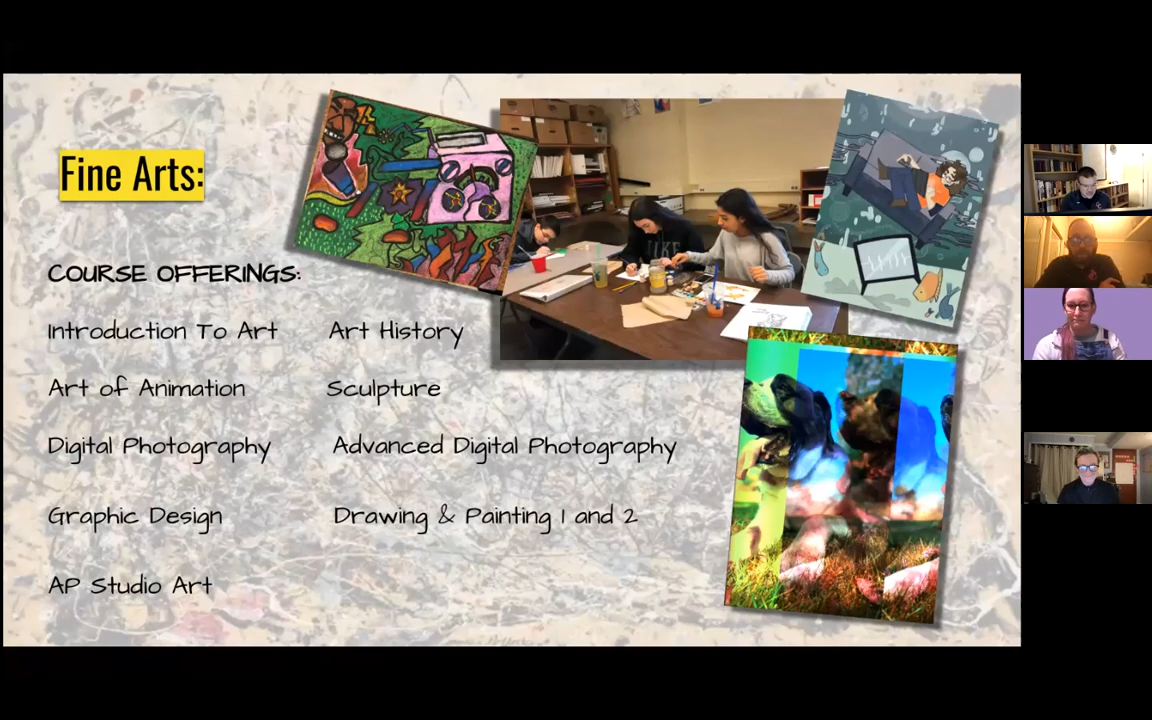 Fine Arts:
COURSE OFFERINGS:
Introduction To Art Art History
Art of Animation Sculpture
Digital Photography Advanced Digital Photography
Graphic Design Drawing & Painting 1 and 2
AP Studio Art
NIKE